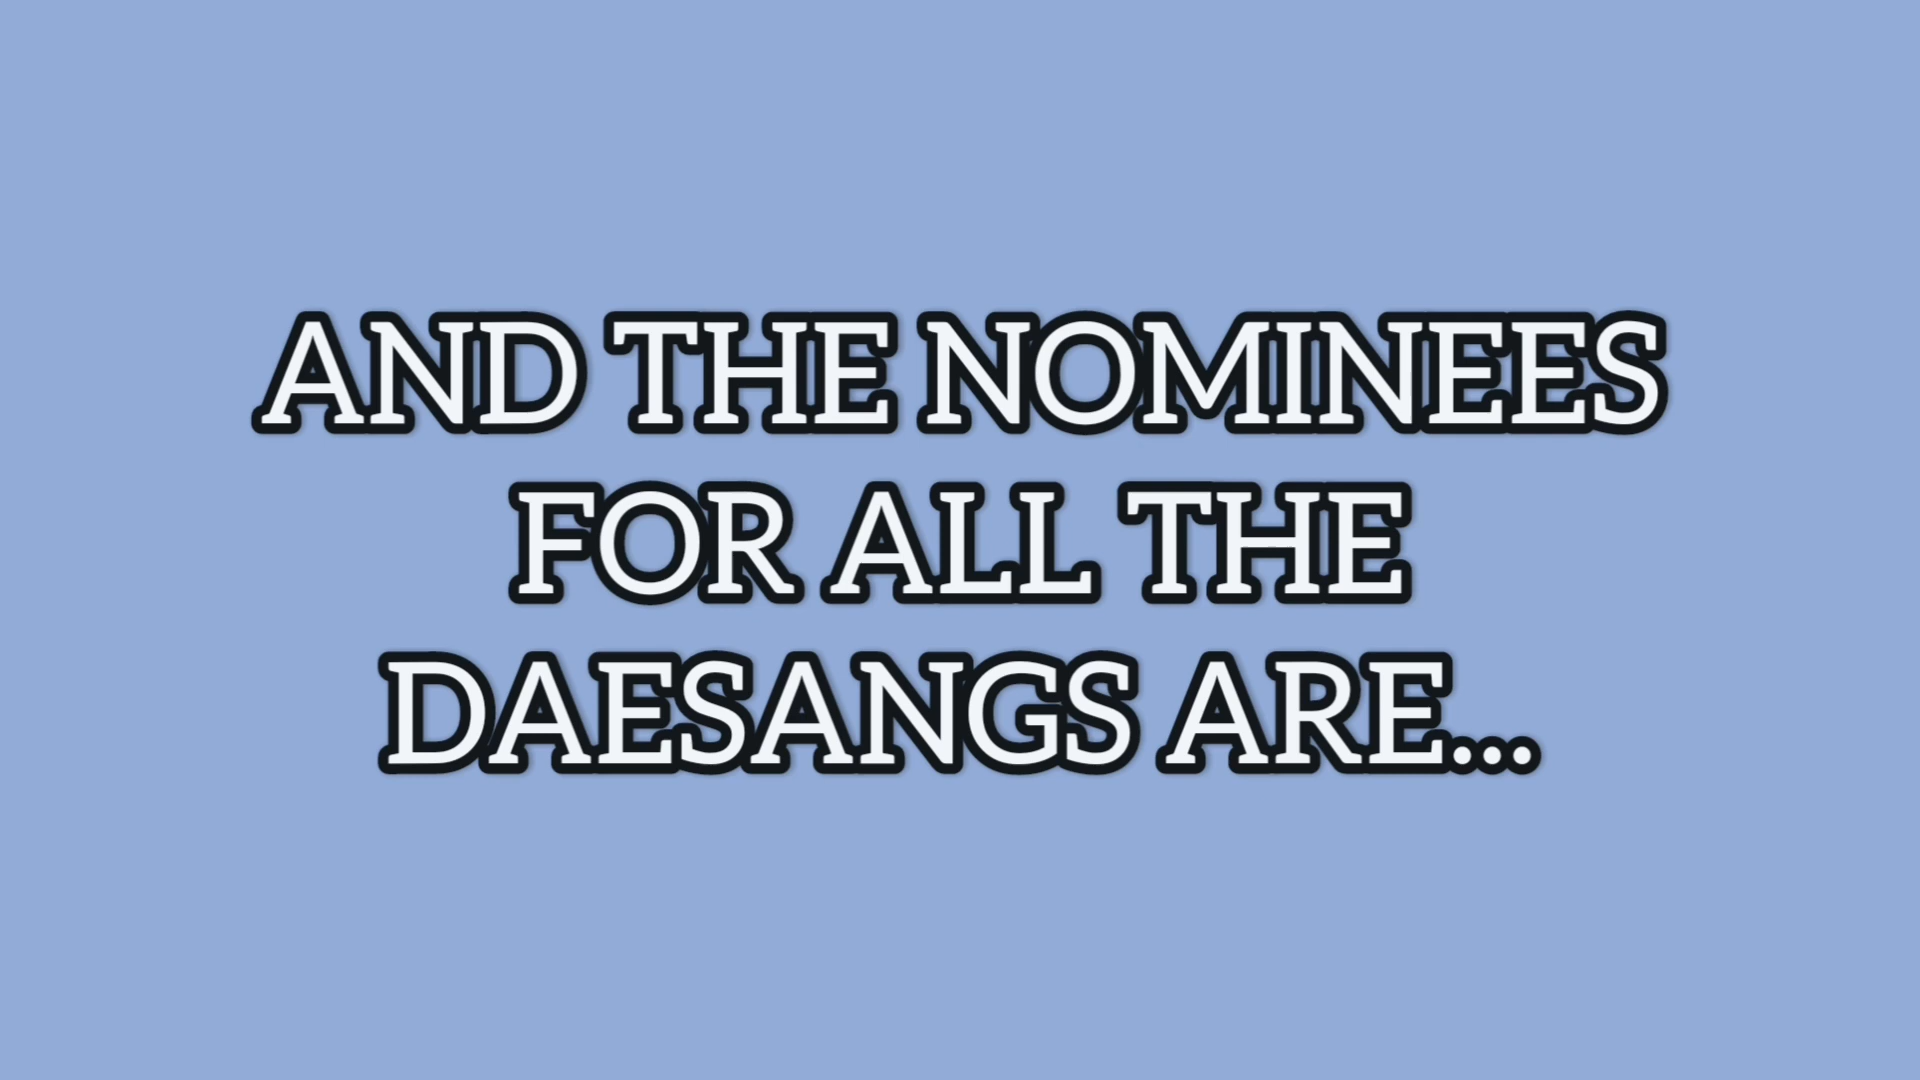 AND THE NOMINEES
FOR ALL THE
DAESANGS ARE...